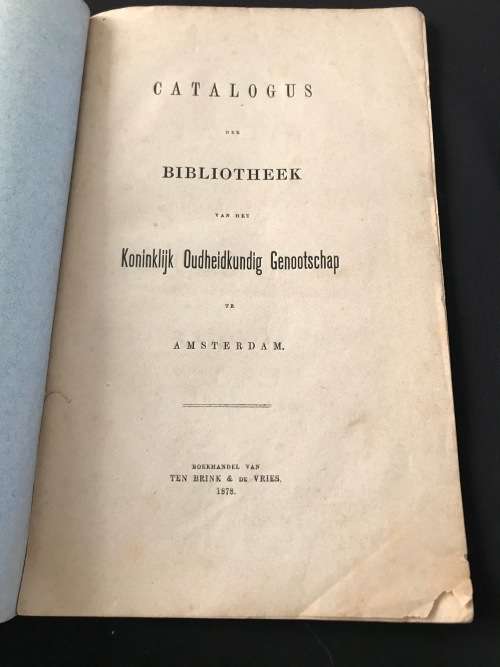 CATALOGUS
DER
BIBLIOTHEEK
VAN HET
Koninklijk Oudheidkundig Genootschap
TE
AMSTERDAM.
BOEKHANDEL VAN
TEN BRINK & DE VRIES.
1878.